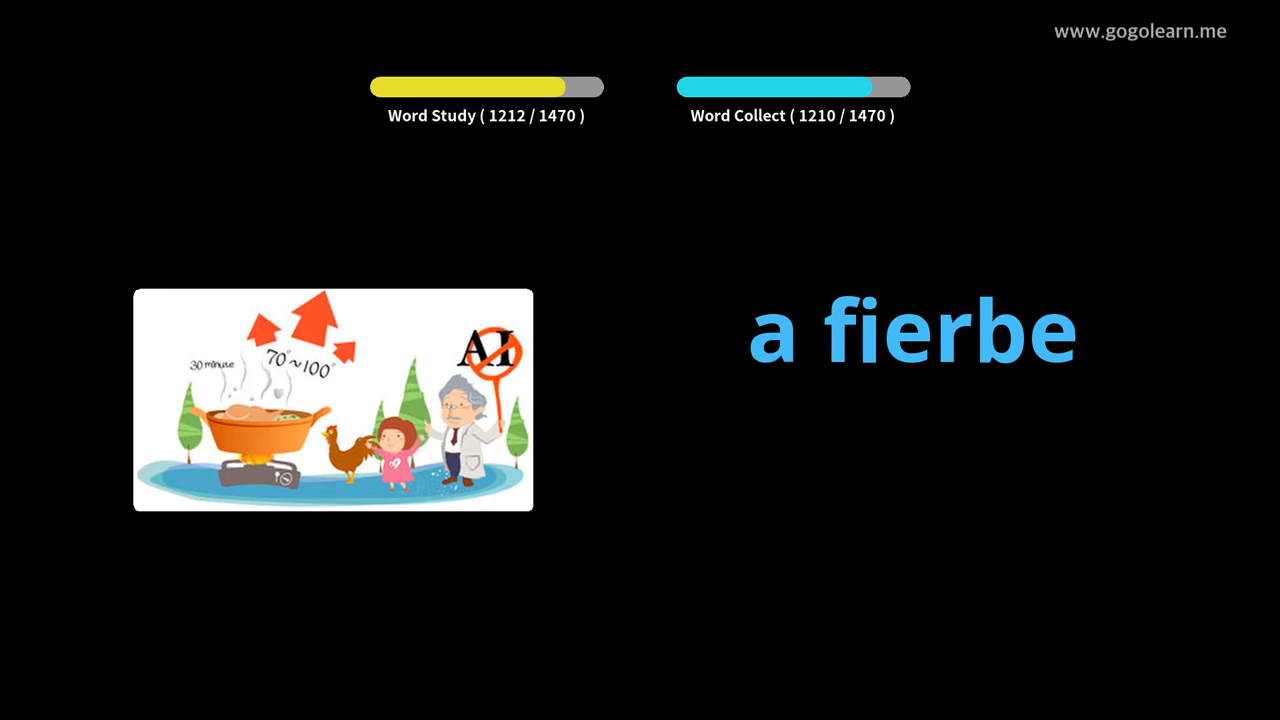 www.gogolearn.me
Word Study ( 1212 / 1470 )
Word Collect ( 1210 / 1470 )
a fierbe
30 minute
70°~100°
AI